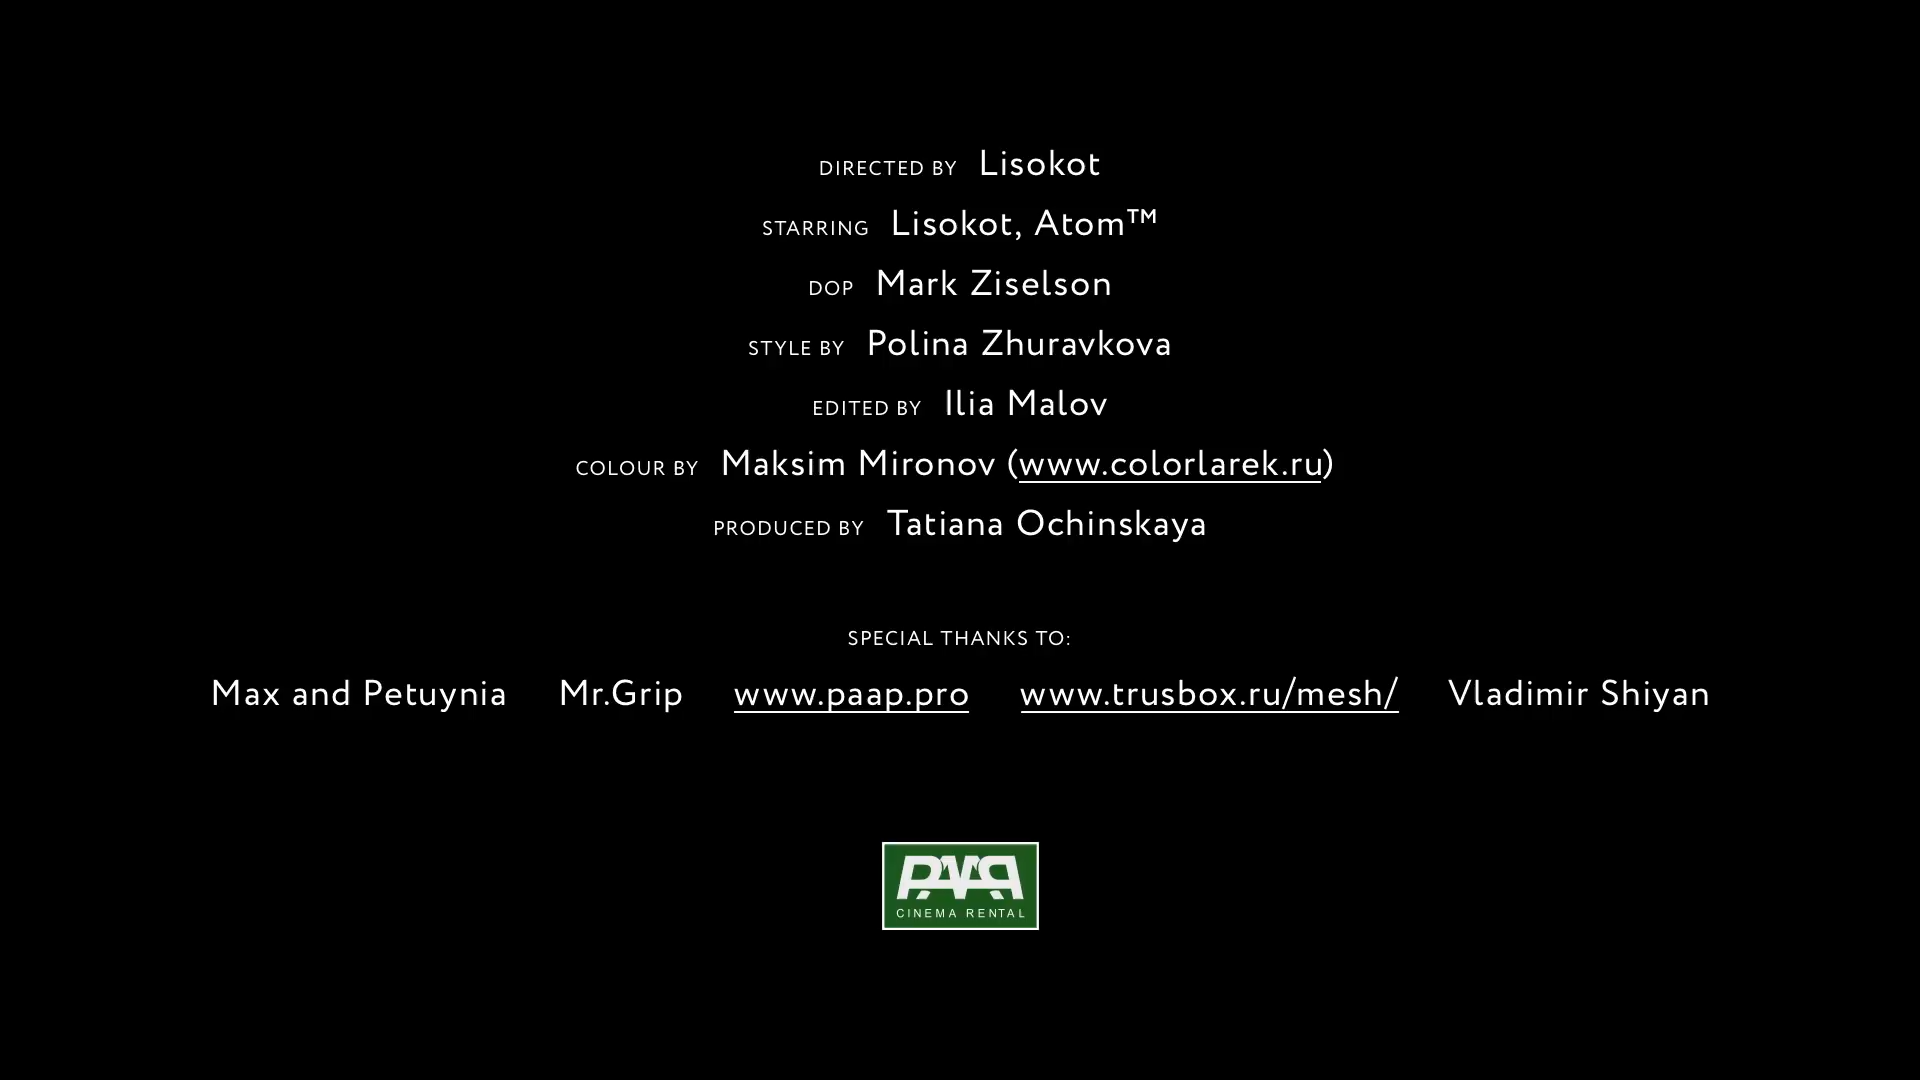 DIRECTED BY Lisokot
STARRING Lisokot, Atom™
DOP Mark Ziselson
STYLE BY Polina Zhuravkova
EDITED BY Ilia Malov
COLOUR BY Maksim Mironov (www.colorlarek.ru)
PRODUCED BY Tatiana Ochinskaya
SPECIAL THANKS TO:
Max and Petuynia Mr.Grip www.paap.pro www.trusbox.ru/mesh/ Vladimir Shiyan
PAAP
CINEMA RENTAL